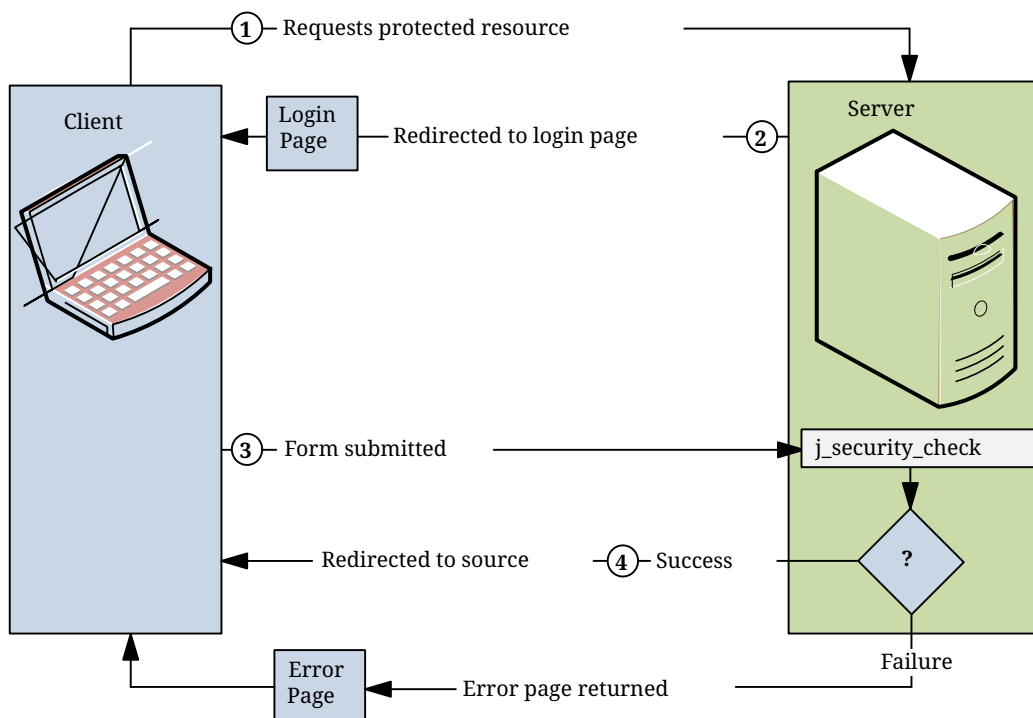 1 Requests protected resource
Client
Login
Page
Redirected to login page
2
Server
3 Form submitted
j_security_check
Redirected to source
4 Success
?
Failure
Error
Page
Error page returned